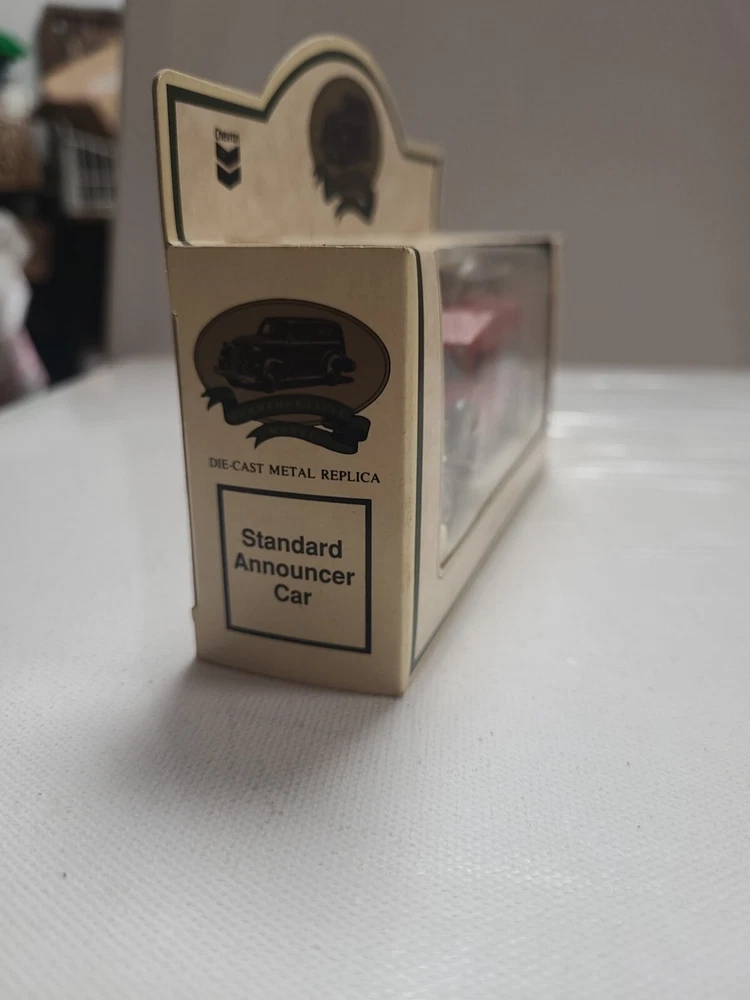 Chevron
DIE-CAST METAL REPLICA
Standard
Announcer
Car